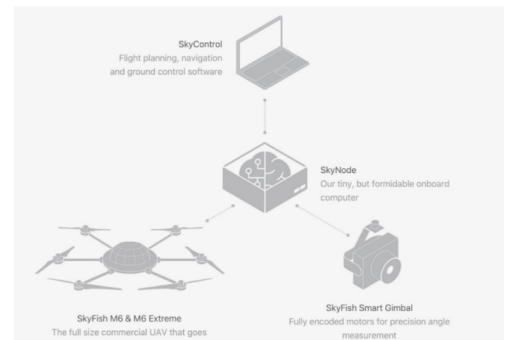 SkyControl
Flight planning, navigation
and ground control software
SkyNode
Our tiny, but formidable onboard
computer
SkyFish M6 & M6 Extreme
The full size commercial UAV that goes
SkyFish Smart Gimbal
Fully encoded motors for precision angle
measurement